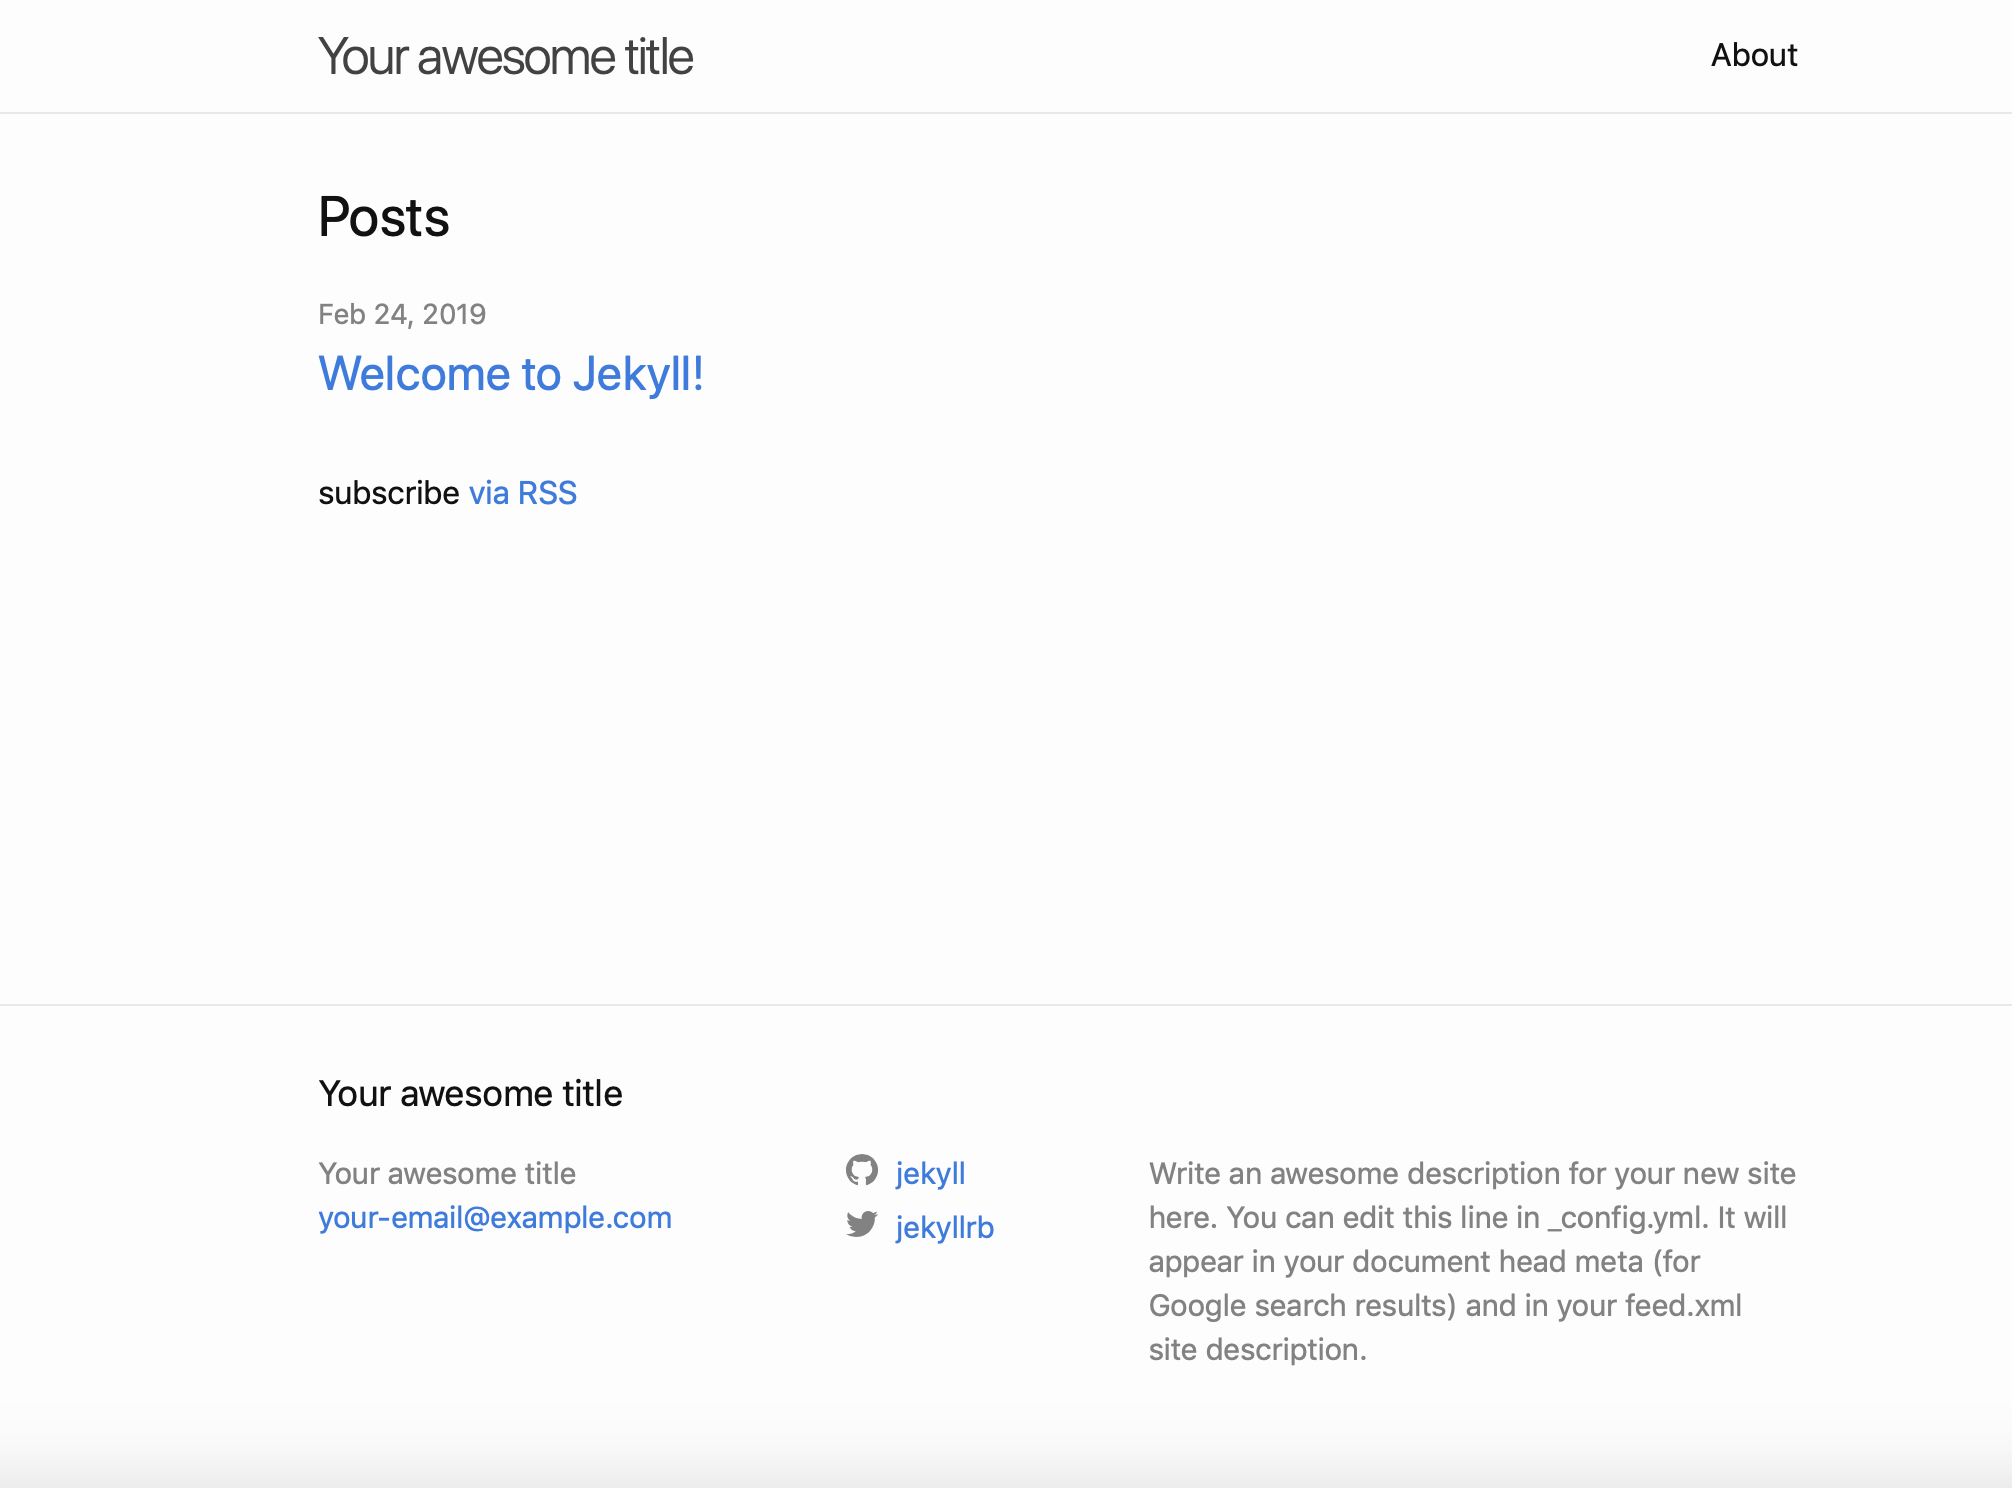 Your awesome title
About
Posts
Feb 24, 2019
Welcome to Jekyll!
subscribe via RSS
Your awesome title
Your awesome title
your-email@example.com
jekyll
jekyllrb
Write an awesome description for your new site
here. You can edit this line in _config.yml. It will
appear in your document head meta (for
Google search results) and in your feed.xml
site description.